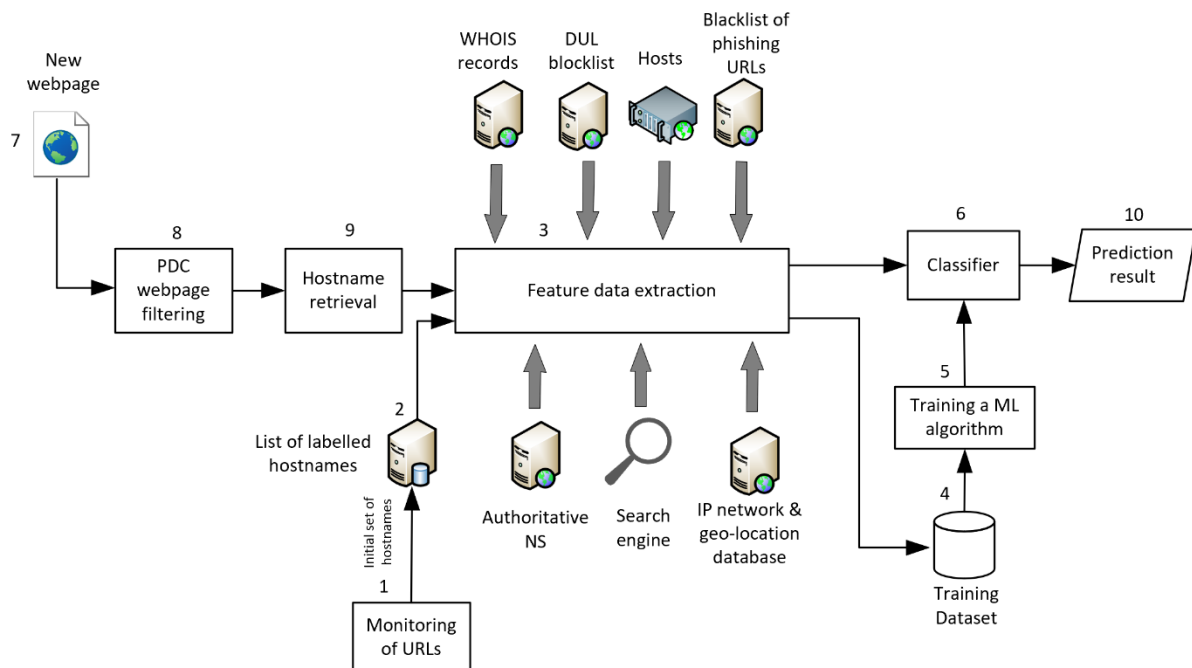 New
webpage
7
WHOIS
records
DUL
blocklist
Hosts
Blacklist of
phishing
URLs
8
PDC
webpage
filtering
9
Hostname
retrieval
3
Feature data extraction
6
Classifier
10
Prediction
result
2
List of labelled
hostnames
Initial set of
hostnames
1
Monitoring
of URLs
Authoritative
NS
Search
engine
IP network &
geo-location
database
5
Training a ML
algorithm
4
Training
Dataset